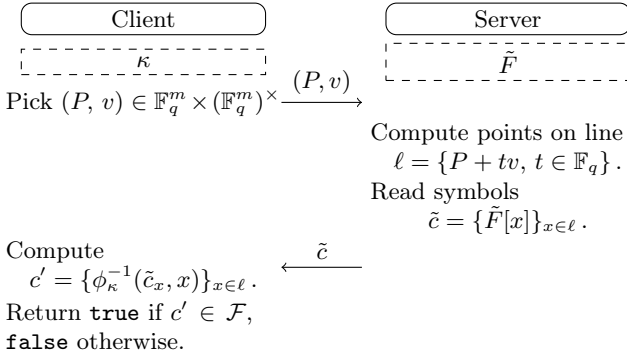 Client Server
κ F̃
Pick (P, v) ∈ 𝔽_q^m × (𝔽_q^m)^× (P, v)
Compute points on line
ℓ = {P + tv, t ∈ 𝔽_q} .
Read symbols
c̃ = {F̃[x]}_{x∈ℓ} .
Compute c̃
c′ = {ϕ_κ^{−1}(c̃_x, x)}_{x∈ℓ} .
Return true if c′ ∈ ℱ,
false otherwise.